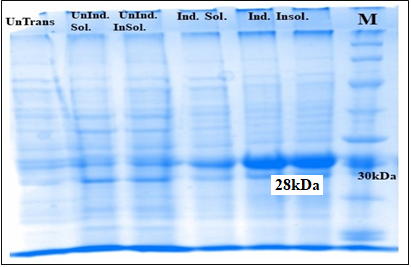 UnTrans UnInd. UnInd. Ind. Sol. Ind. Insol. M
Sol. InSol.
30kDa
28kDa